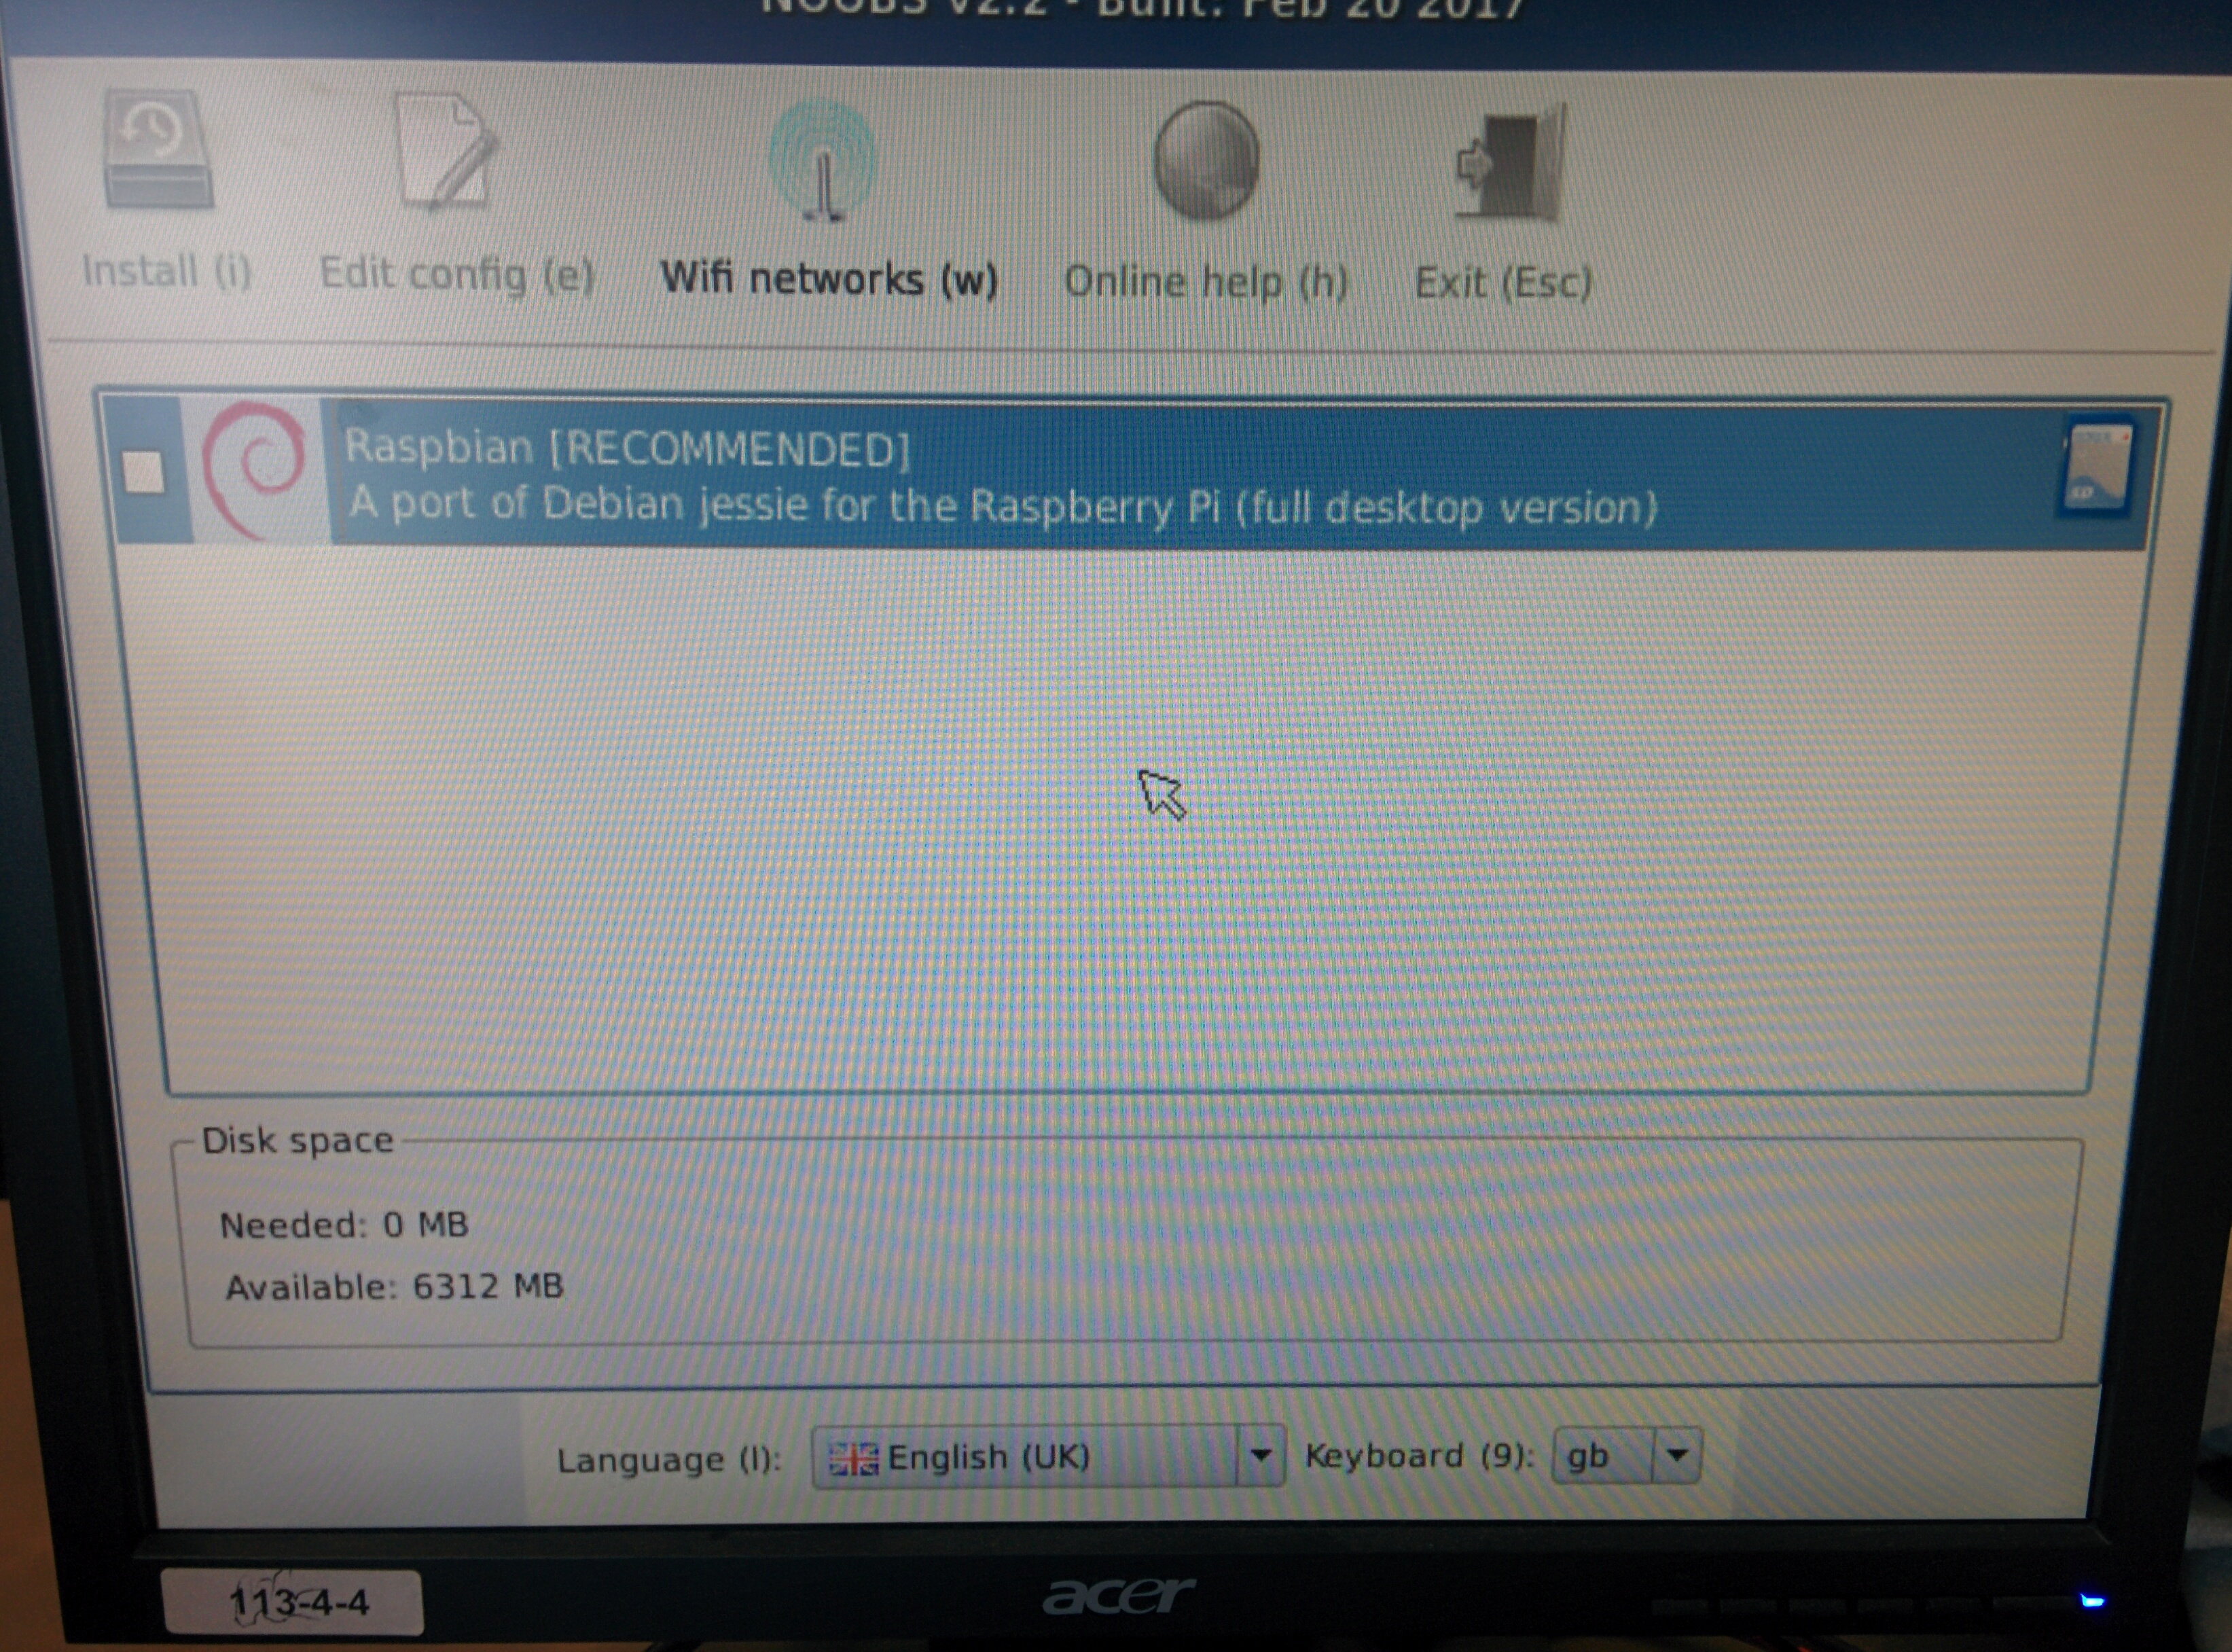 NOOBS v2.2 - Built: Feb 20 2017
Install (i)
Edit config (e)
Wifi networks (w)
Online help (h)
Exit (Esc)
Raspbian [RECOMMENDED]
A port of Debian jessie for the Raspberry Pi (full desktop version)
SD
Disk space
Needed: 0 MB
Available: 6312 MB
Language (l):
English (UK)
Keyboard (9):
gb
113-4-4
acer